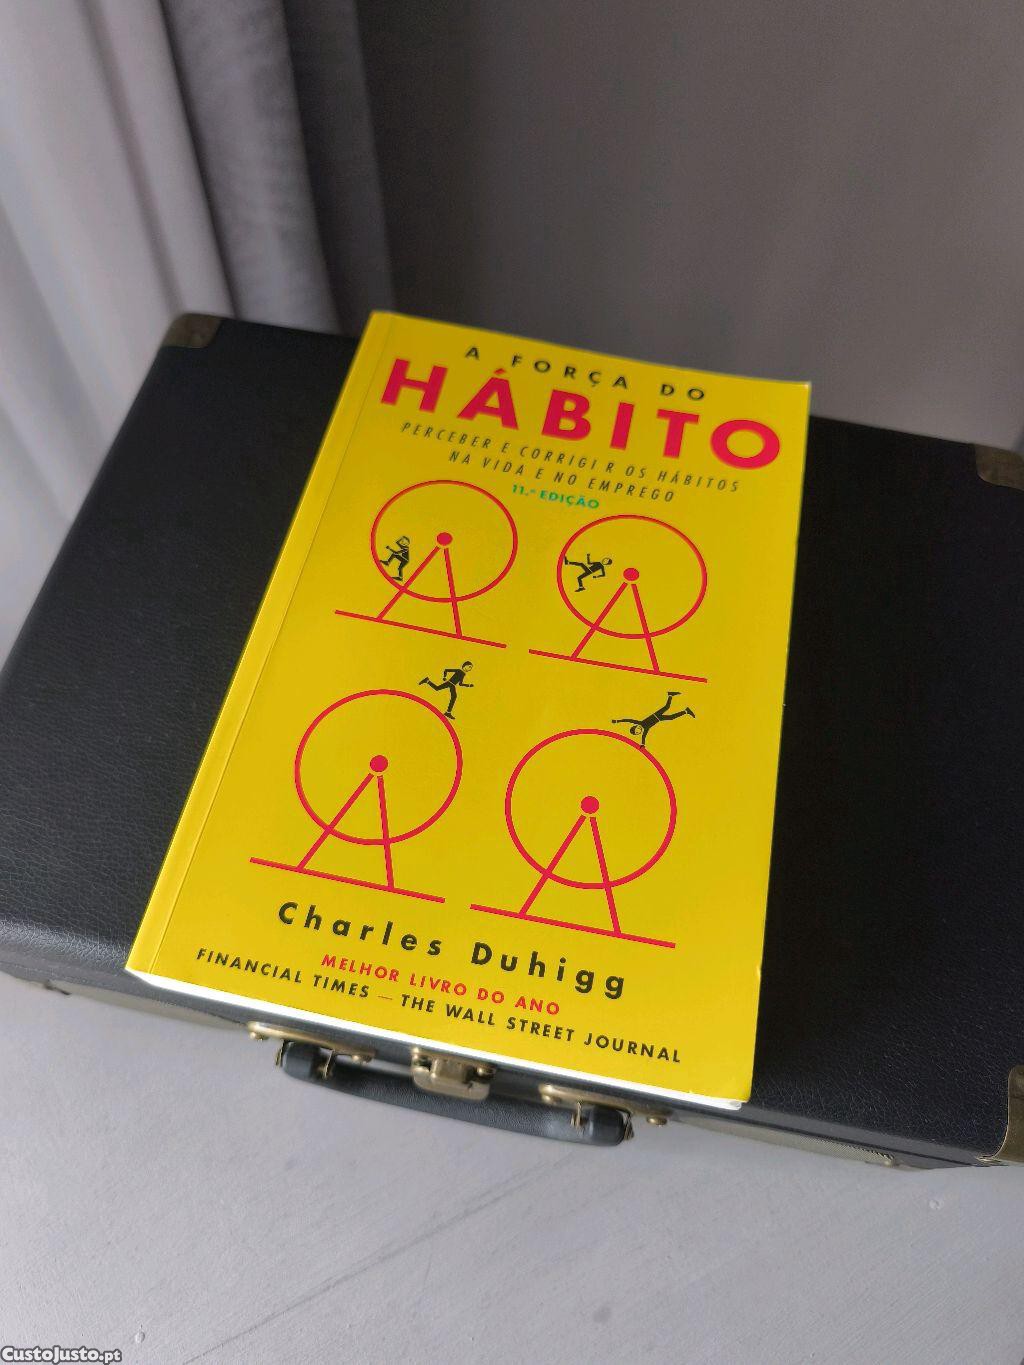 A FORÇA DO
HÁBITO
PERCEBER E CORRIGIR OS HÁBITOS
NA VIDA E NO EMPREGO
11.ª EDIÇÃO
Charles Duhigg
MELHOR LIVRO DO ANO
FINANCIAL TIMES — THE WALL STREET JOURNAL
CustoJusto.pt